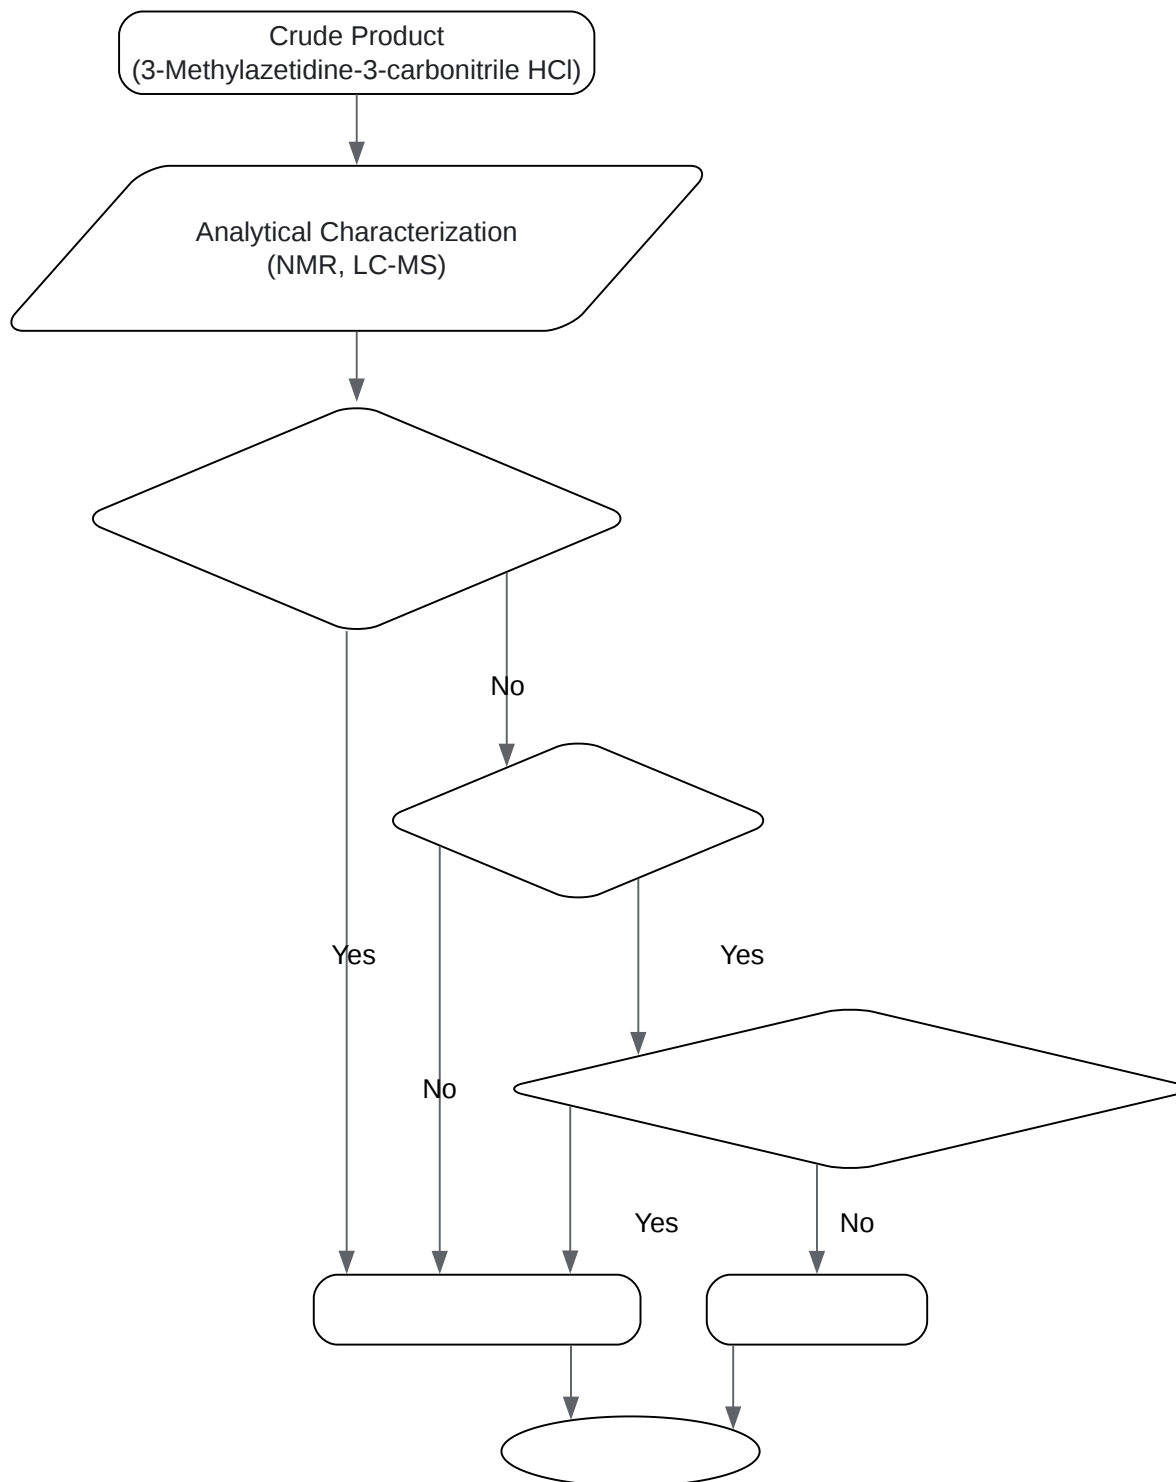 Crude Product
(3-Methylazetidine-3-carbonitrile HCl)
Analytical Characterization
(NMR, LC-MS)
No
Yes
Yes
No
Yes
No